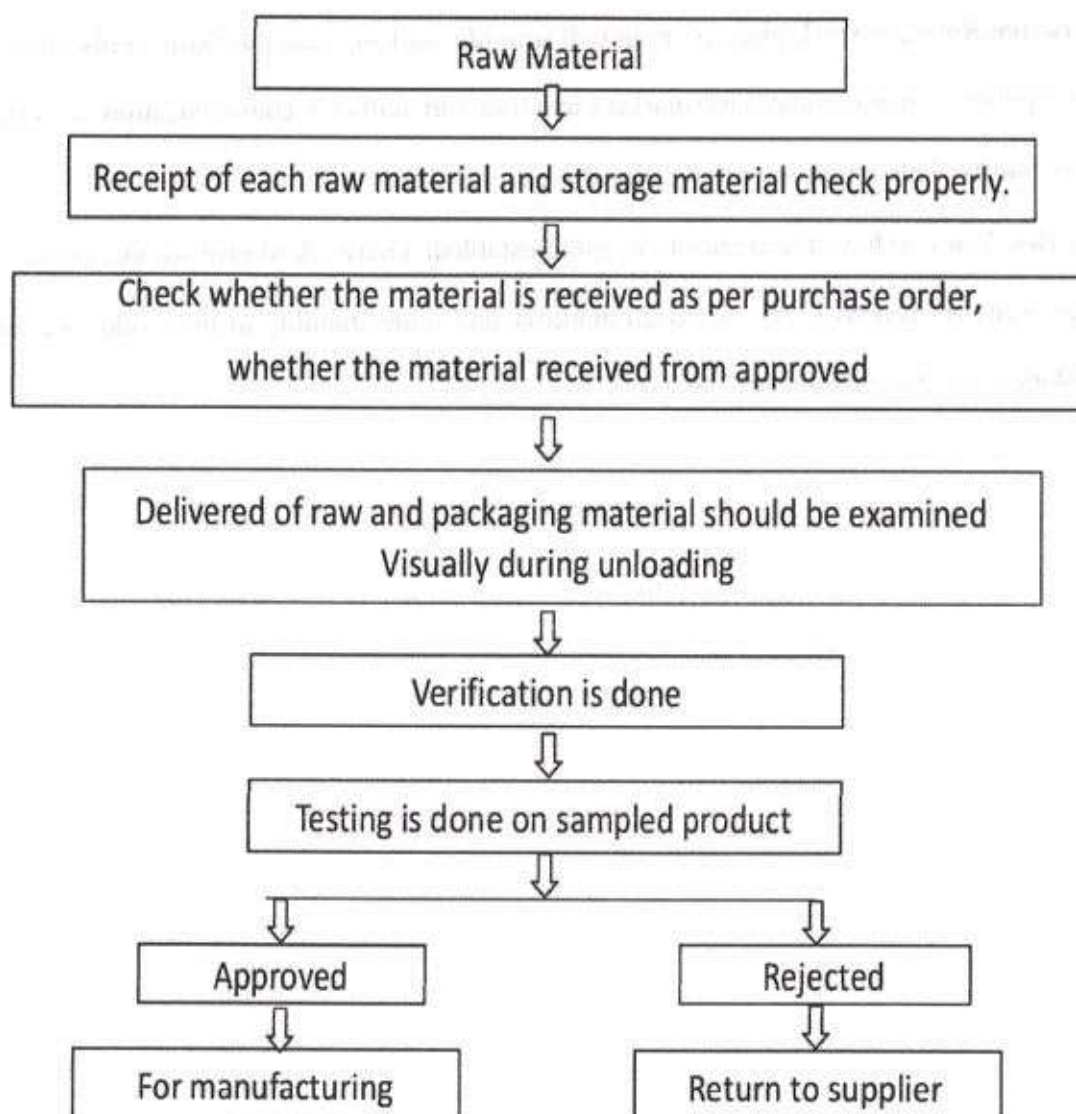 Raw Material
Receipt of each raw material and storage material check properly.
Check whether the material is received as per purchase order,
whether the material received from approved
Delivered of raw and packaging material should be examined
Visually during unloading
Verification is done
Testing is done on sampled product
Approved
Rejected
For manufacturing
Return to supplier